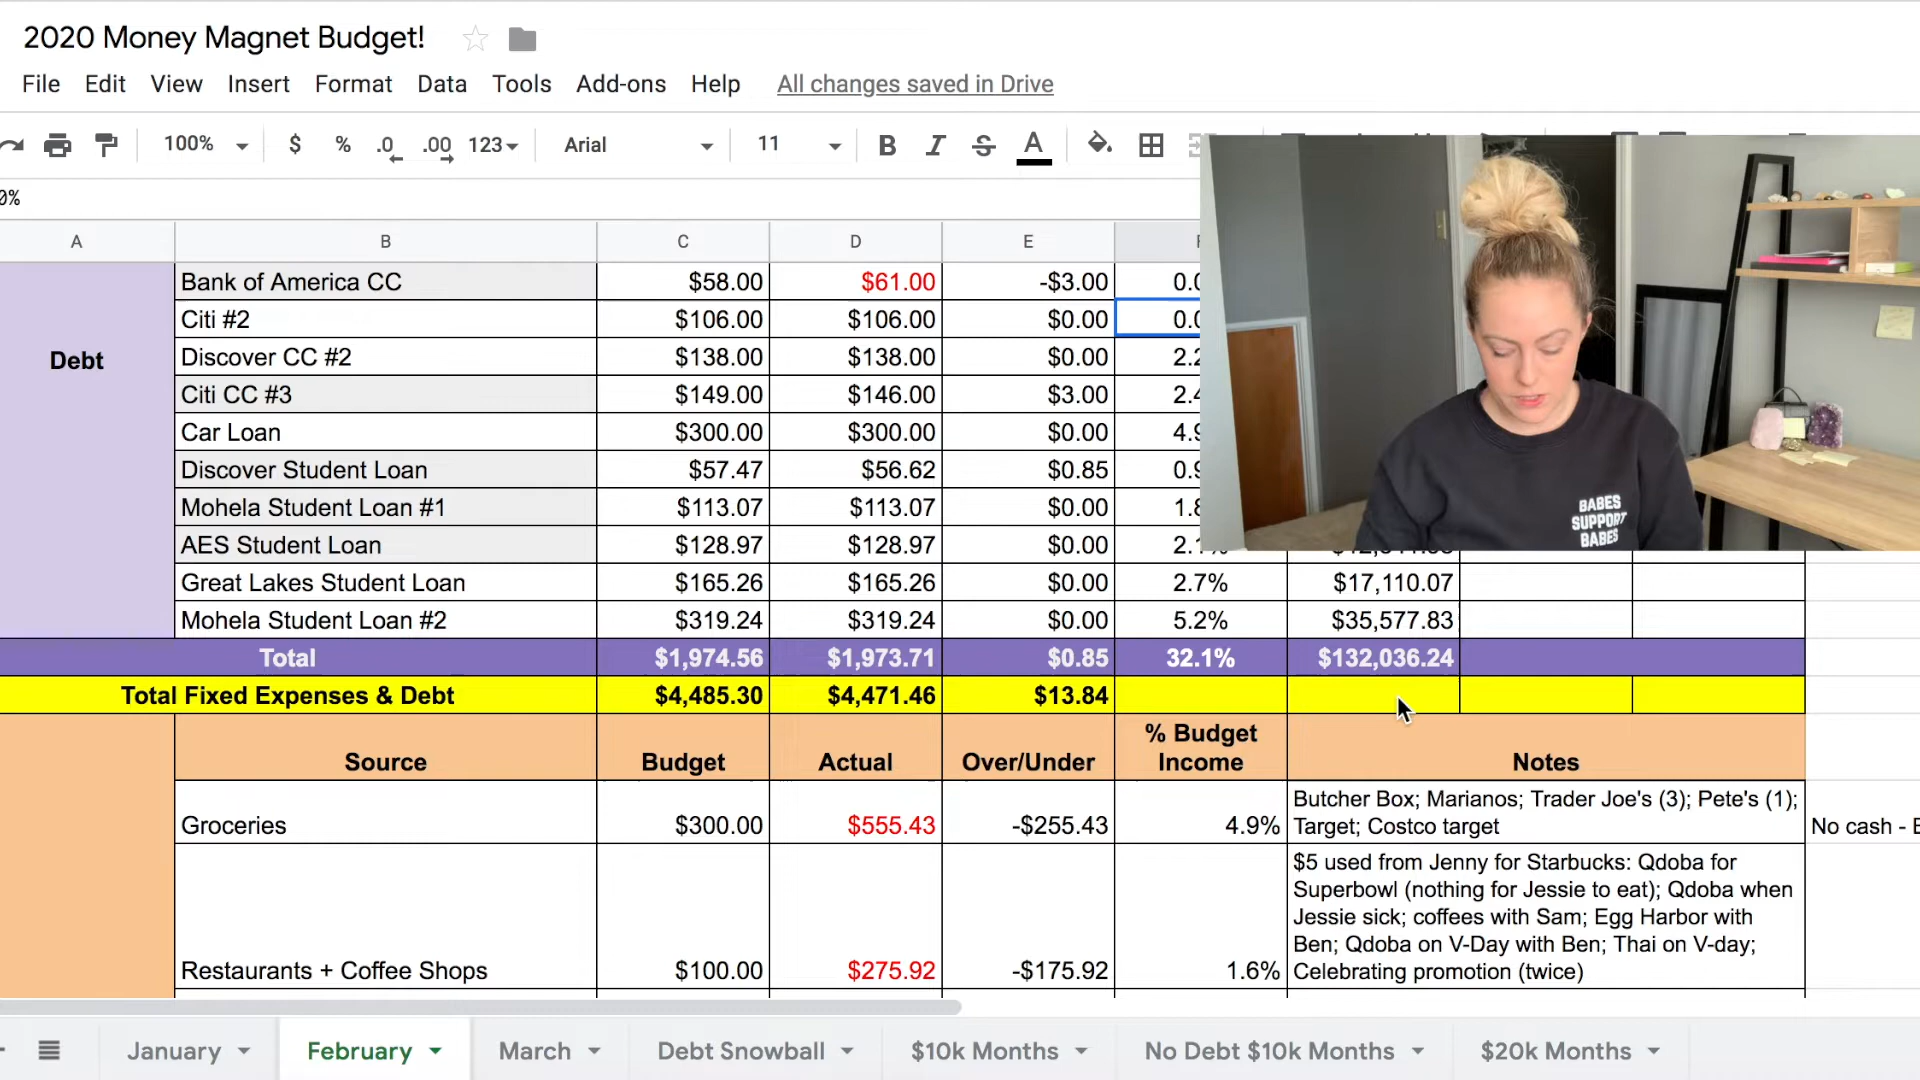 2020 Money Magnet Budget!
File Edit View Insert Format Data Tools Add-ons Help All changes saved in Drive
100% $ % .0 .00 123 Arial 11 B I S A
0%
A B C D E
Bank of America CC $58.00 $61.00 -$3.00
Citi #2 $106.00 $106.00 $0.00
Debt
Discover CC #2 $138.00 $138.00 $0.00
Citi CC #3 $149.00 $146.00 $3.00
Car Loan $300.00 $300.00 $0.00
Discover Student Loan $57.47 $56.62 $0.85
Mohela Student Loan #1 $113.07 $113.07 $0.00
AES Student Loan $128.97 $128.97 $0.00
Great Lakes Student Loan $165.26 $165.26 $0.00 2.7% $17,110.07
Mohela Student Loan #2 $319.24 $319.24 $0.00 5.2% $35,577.83
Total $1,974.56 $1,973.71 $0.85 32.1% $132,036.24
Total Fixed Expenses & Debt $4,485.30 $4,471.46 $13.84
Source Budget Actual Over/Under % Budget Income Notes
Groceries $300.00 $555.43 -$255.43 4.9%
Butcher Box; Marianos; Trader Joe's (3); Pete's (1);
Target; Costco target
No cash -
Restaurants + Coffee Shops $100.00 $275.92 -$175.92 1.6%
$5 used from Jenny for Starbucks: Qdoba for
Superbowl (nothing for Jessie to eat); Qdoba when
Jessie sick; coffees with Sam; Egg Harbor with
Ben; Qdoba on V-Day with Ben; Thai on V-day;
Celebrating promotion (twice)
BABES
SUPPORT
BABES
January February March Debt Snowball $10k Months No Debt $10k Months $20k Months